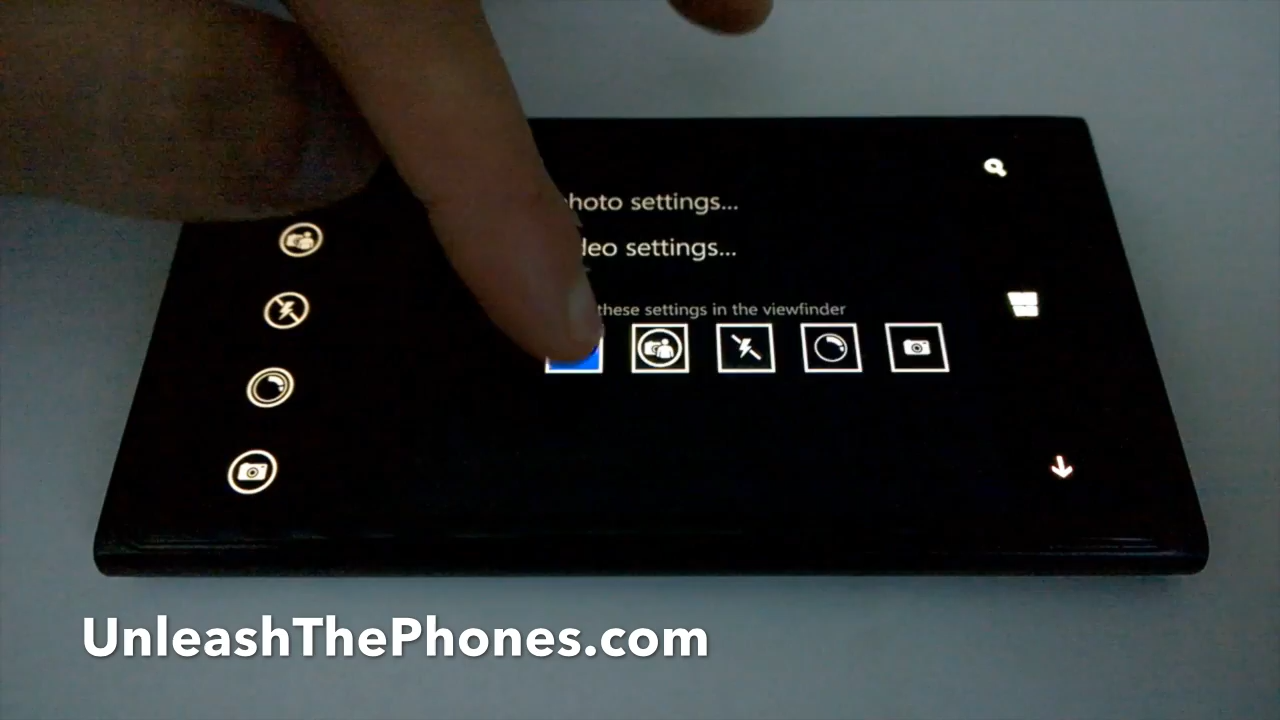 hoto settings...
deo settings...
these settings in the viewfinder
UnleashThePhones.com